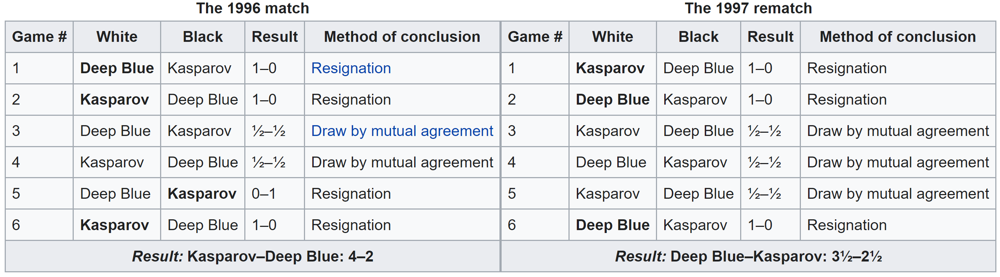 The 1996 match
Game # White Black Result Method of conclusion
1 Deep Blue Kasparov 1–0 Resignation
2 Kasparov Deep Blue 1–0 Resignation
3 Deep Blue Kasparov ½–½ Draw by mutual agreement
4 Kasparov Deep Blue ½–½ Draw by mutual agreement
5 Deep Blue Kasparov 0–1 Resignation
6 Kasparov Deep Blue 1–0 Resignation
Result: Kasparov–Deep Blue: 4–2
The 1997 rematch
Game # White Black Result Method of conclusion
1 Kasparov Deep Blue 1–0 Resignation
2 Deep Blue Kasparov 1–0 Resignation
3 Kasparov Deep Blue ½–½ Draw by mutual agreement
4 Deep Blue Kasparov ½–½ Draw by mutual agreement
5 Kasparov Deep Blue ½–½ Draw by mutual agreement
6 Deep Blue Kasparov 1–0 Resignation
Result: Deep Blue–Kasparov: 3½–2½